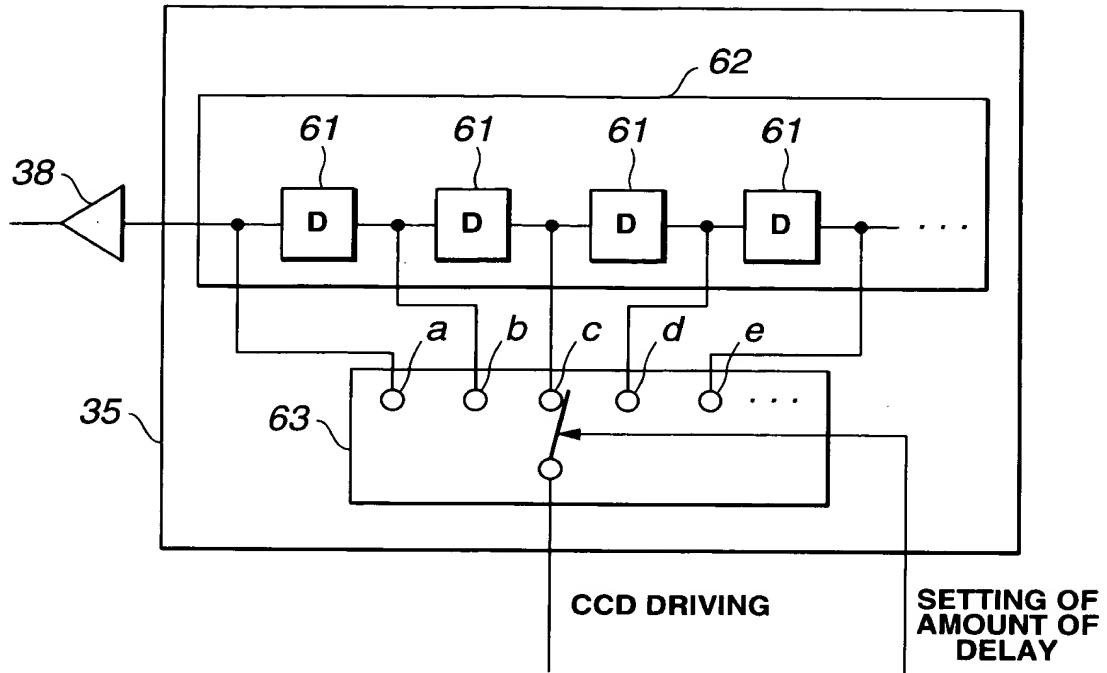 62
61 61 61 61
38
D D D D . . .
a b c d e
. . .
35
63
CCD DRIVING
SETTING OF
AMOUNT OF
DELAY